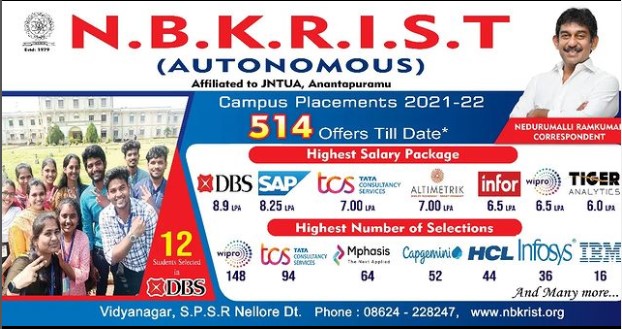 N.B.K.R.I.S.T
(AUTONOMOUS)
Estd: 1979
Affiliated to JNTUA, Anantapuramu
Campus Placements 2021-22
514 Offers Till Date*
NEDURUMALLI RAMKUMAR
CORRESPONDENT
Highest Salary Package
DBS SAP tcs TATA CONSULTANCY SERVICES ALTIMETRIK infor wipro TIGER ANALYTICS
8.9 LPA 8.25 LPA 7.00 LPA 7.00 LPA 6.5 LPA 6.5 LPA 6.0 LPA
Highest Number of Selections
wipro tcs TATA CONSULTANCY SERVICES Mphasis The Next Applied Capgemini HCL Infosys IBM
148 94 64 52 44 36 16
And Many more...
12
Students Selected
in
DBS
Vidyanagar, S.P.S.R Nellore Dt. Phone : 08624 - 228247, www.nbkrist.org